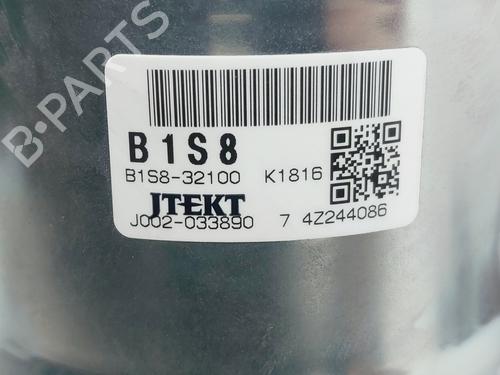 B-PARTS
B1S8
B1S8-32100 K1816
JTEKT
J002-033890 7 4Z244086